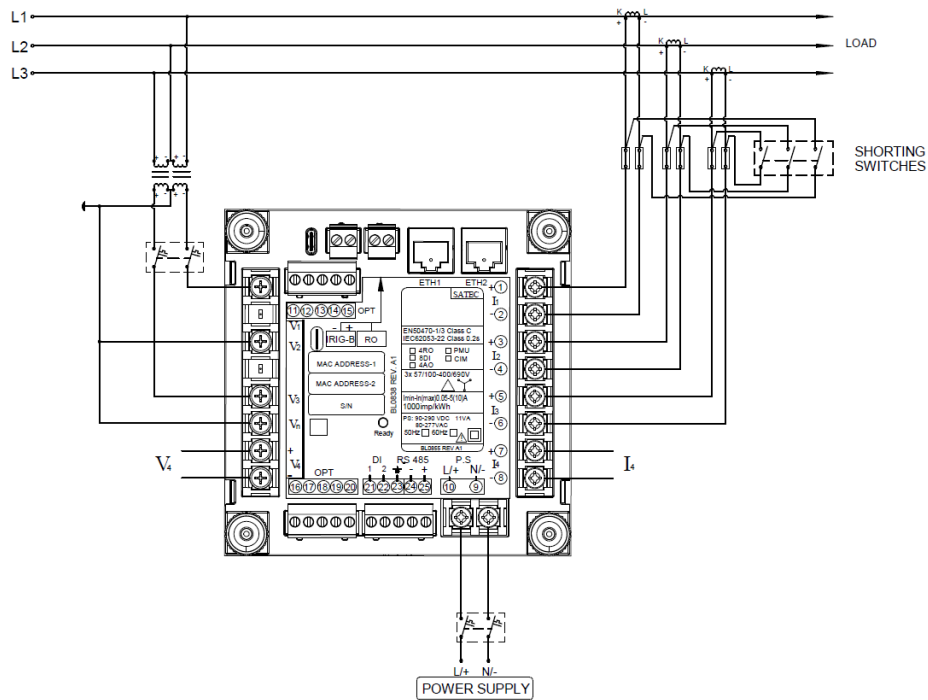 L1
L2
L3
K L
+ -
K L
+ -
K L
+ -
LOAD
SHORTING
SWITCHES
+ - + -
+ - + -
ETH1 ETH2
SATEC
11 12 13 14 15 OPT
- +
IRIG-B RO
MAC ADDRESS-1
MAC ADDRESS-2
S/N
Ready
BL0838 REV. A1
EN50470-1/3 Class C
IEC62053-22 Class 0.2s
4RO PMU
8DI CIM
4AO
3x 57/100-400/690V
Imin-In(max)0.05-5(10)A
1000imp/kWh
PS: 90-290 VDC 11VA
90-277VAC
50Hz 60Hz
BL0855 REV A1
V1
V2
V3
Vn
+
V4
-
V4
+1
I1
-2
+3
I2
-4
+5
I3
-6
+7
I4
-8
I4
OPT
16 17 18 19 20
DI RS 485
1 2 - +
21 22 23 24 25
P.S
L/+ N/-
10 9
L/+ N/-
POWER SUPPLY